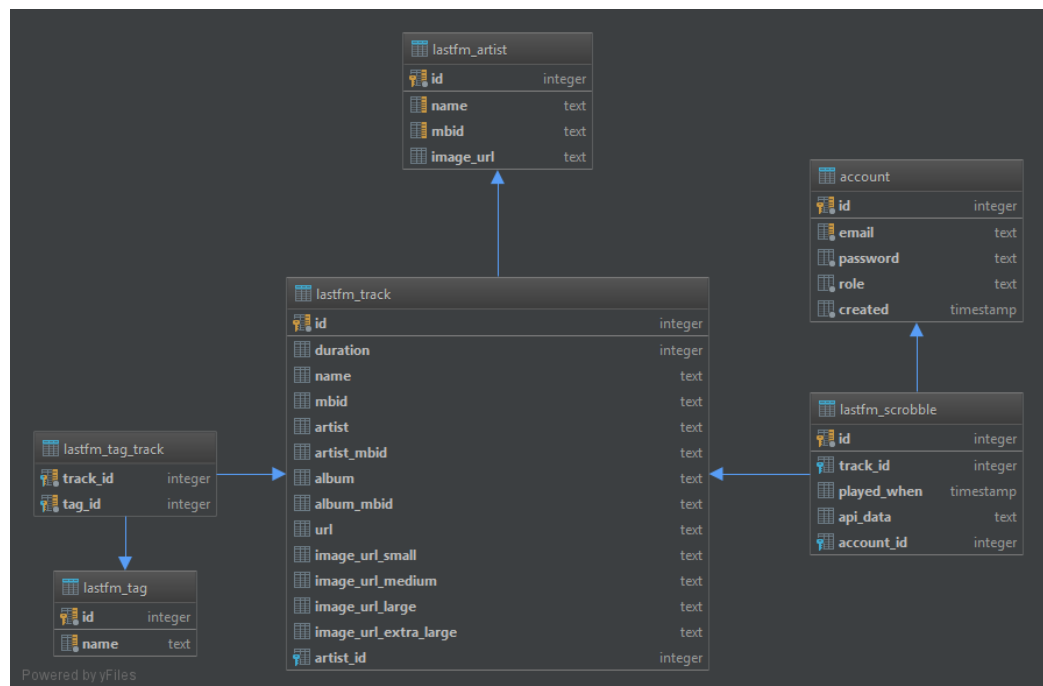 lastfm_artist
id integer
name text
mbid text
image_url text
account
id integer
email text
password text
role text
created timestamp
lastfm_track
id integer
duration integer
name text
mbid text
artist text
artist_mbid text
album text
album_mbid text
url text
image_url_small text
image_url_medium text
image_url_large text
image_url_extra_large text
artist_id integer
lastfm_scrobble
id integer
track_id integer
played_when timestamp
api_data text
account_id integer
lastfm_tag_track
track_id integer
tag_id integer
lastfm_tag
id integer
name text
Powered by yFiles